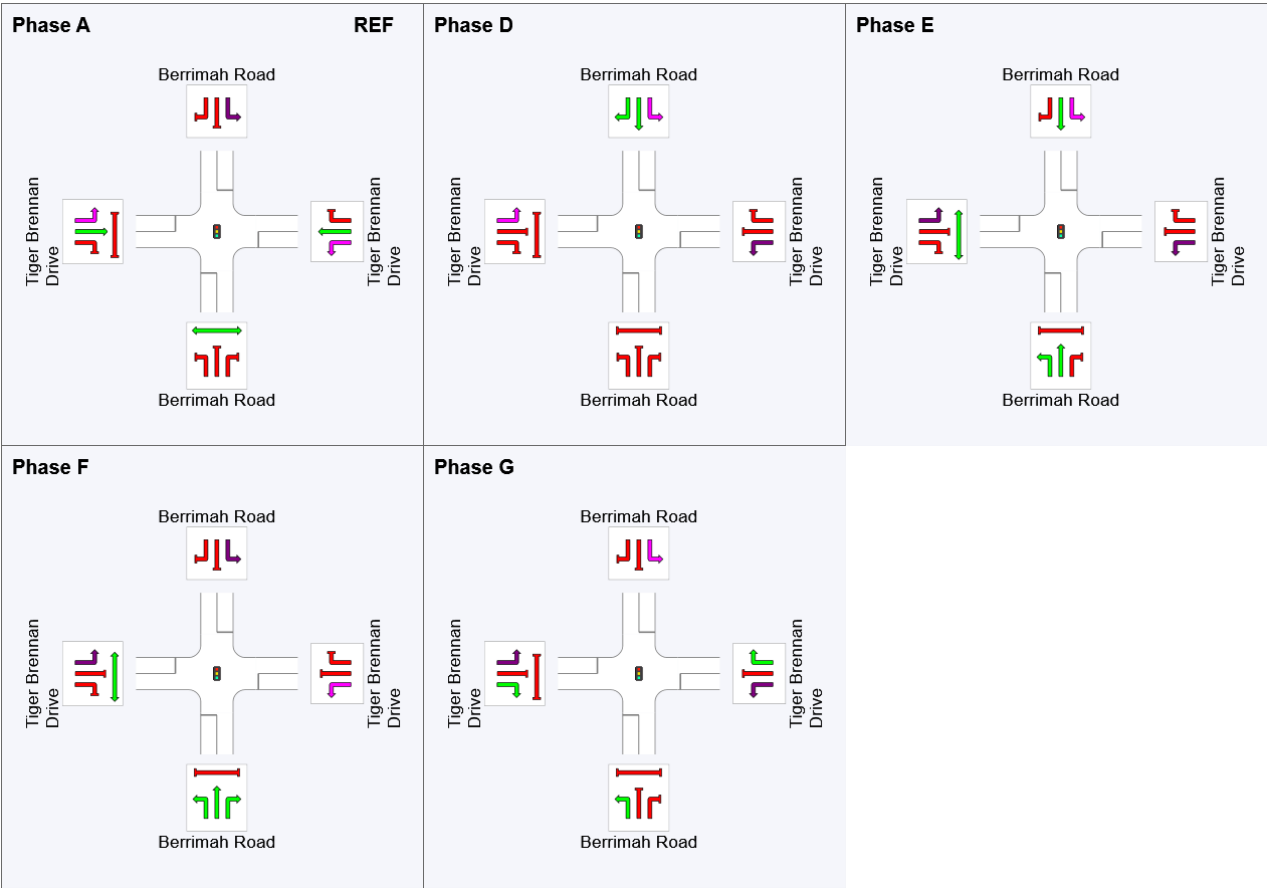 Phase A
REF
Berrimah Road
Tiger Brennan
Drive
Tiger Brennan
Drive
Berrimah Road
Phase D
Berrimah Road
Tiger Brennan
Drive
Tiger Brennan
Drive
Berrimah Road
Phase E
Berrimah Road
Tiger Brennan
Drive
Tiger Brennan
Drive
Berrimah Road
Phase F
Berrimah Road
Tiger Brennan
Drive
Tiger Brennan
Drive
Berrimah Road
Phase G
Berrimah Road
Tiger Brennan
Drive
Tiger Brennan
Drive
Berrimah Road